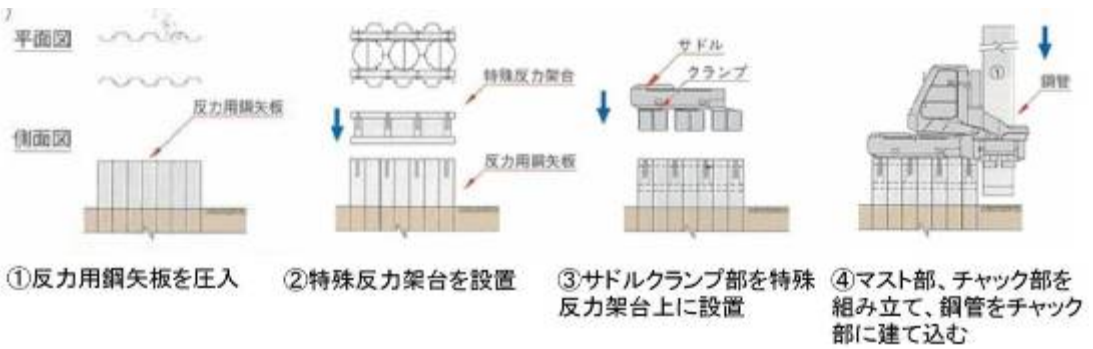 平面図
側面図
反力用鋼矢板
特殊反力架台
反力用鋼矢板
サドル
クランプ
①
鋼管
①反力用鋼矢板を圧入
②特殊反力架台を設置
③サドルクランプ部を特殊
反力架台上に設置
④マスト部、チャック部を
組み立て、鋼管をチャック
部に建て込む